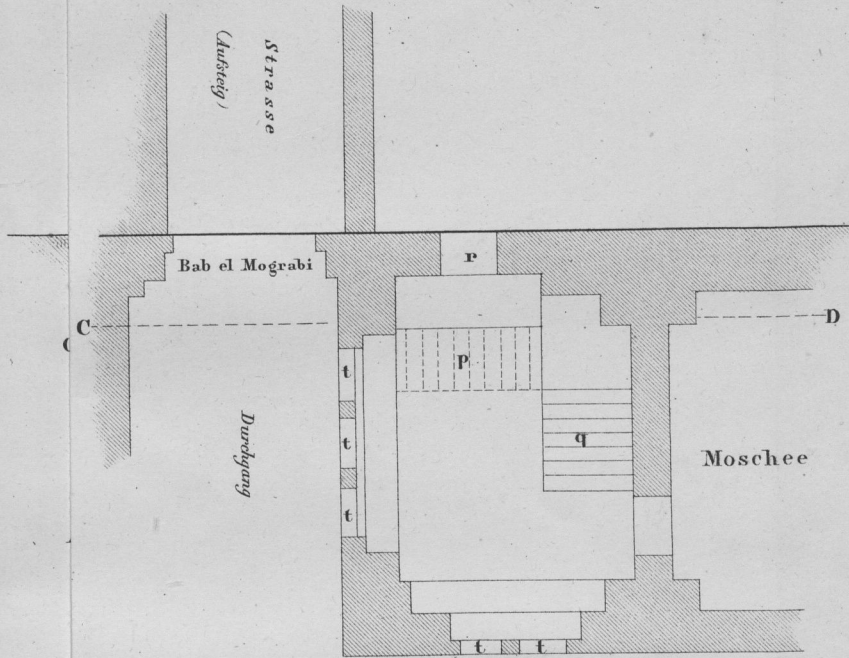 Strasse
(Aufsteig)
Bab el Mograbi
r
C
D
C
p
t
t
t
q
Durchgang
Moschee
t
t